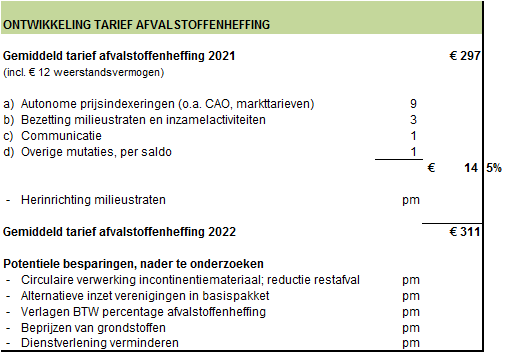 ONTWIKKELING TARIEF AFVALSTOFFENHEFFING
Gemiddeld tarief afvalstoffenheffing 2021 € 297
(incl. € 12 weerstandsvermogen)
a) Autonome prijsindexeringen (o.a. CAO, markttarieven) 9
b) Bezetting milieustraten en inzamelactiviteiten 3
c) Communicatie 1
d) Overige mutaties, per saldo 1
€ 14 5%
- Herinrichting milieustraten pm
Gemiddeld tarief afvalstoffenheffing 2022 € 311
Potentiele besparingen, nader te onderzoeken
- Circulaire verwerking incontinentiemateriaal; reductie restafval pm
- Alternatieve inzet verenigingen in basispakket pm
- Verlagen BTW percentage afvalstoffenheffing pm
- Beprijzen van grondstoffen pm
- Dienstverlening verminderen pm